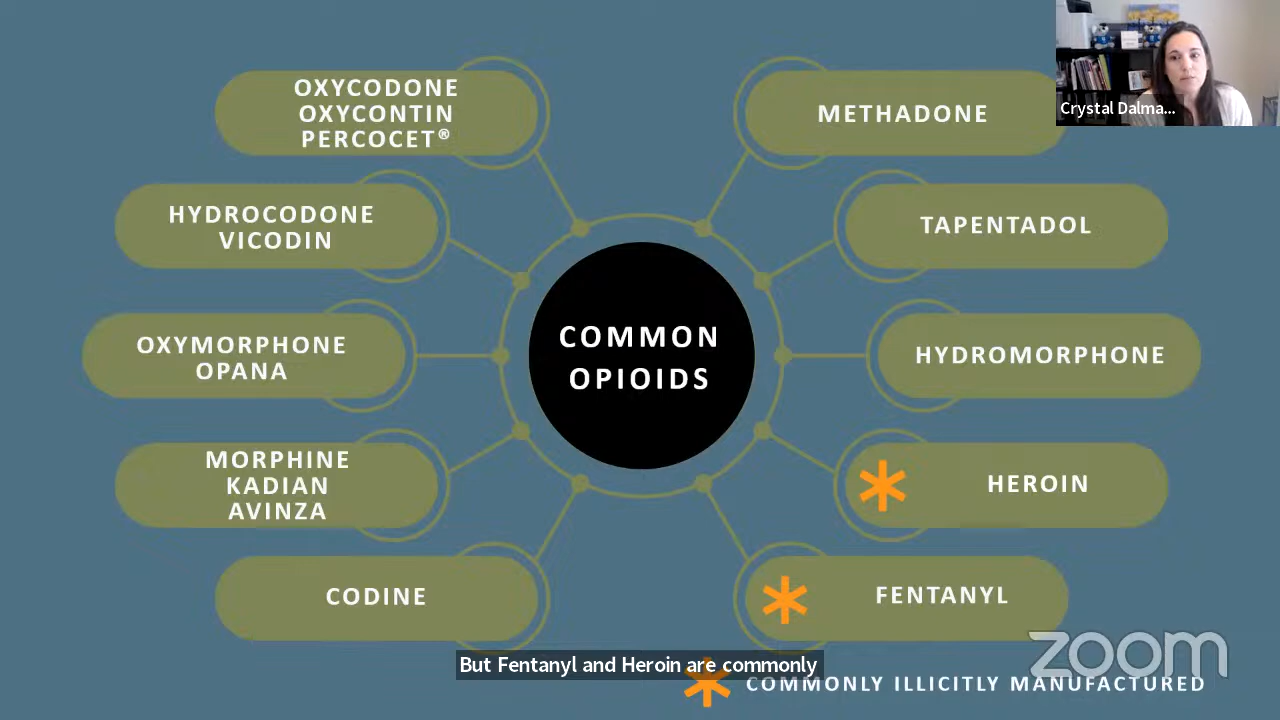 OXYCODONE
OXYCONTIN
PERCOCET®
HYDROCODONE
VICODIN
OXYMORPHONE
OPANA
MORPHINE
KADIAN
AVINZA
CODINE
COMMON
OPIOIDS
METHADONE
TAPENTADOL
HYDROMORPHONE
HEROIN
FENTANYL
COMMONLY ILLICITLY MANUFACTURED
But Fentanyl and Heroin are commonly
Crystal Dalma...
zoom